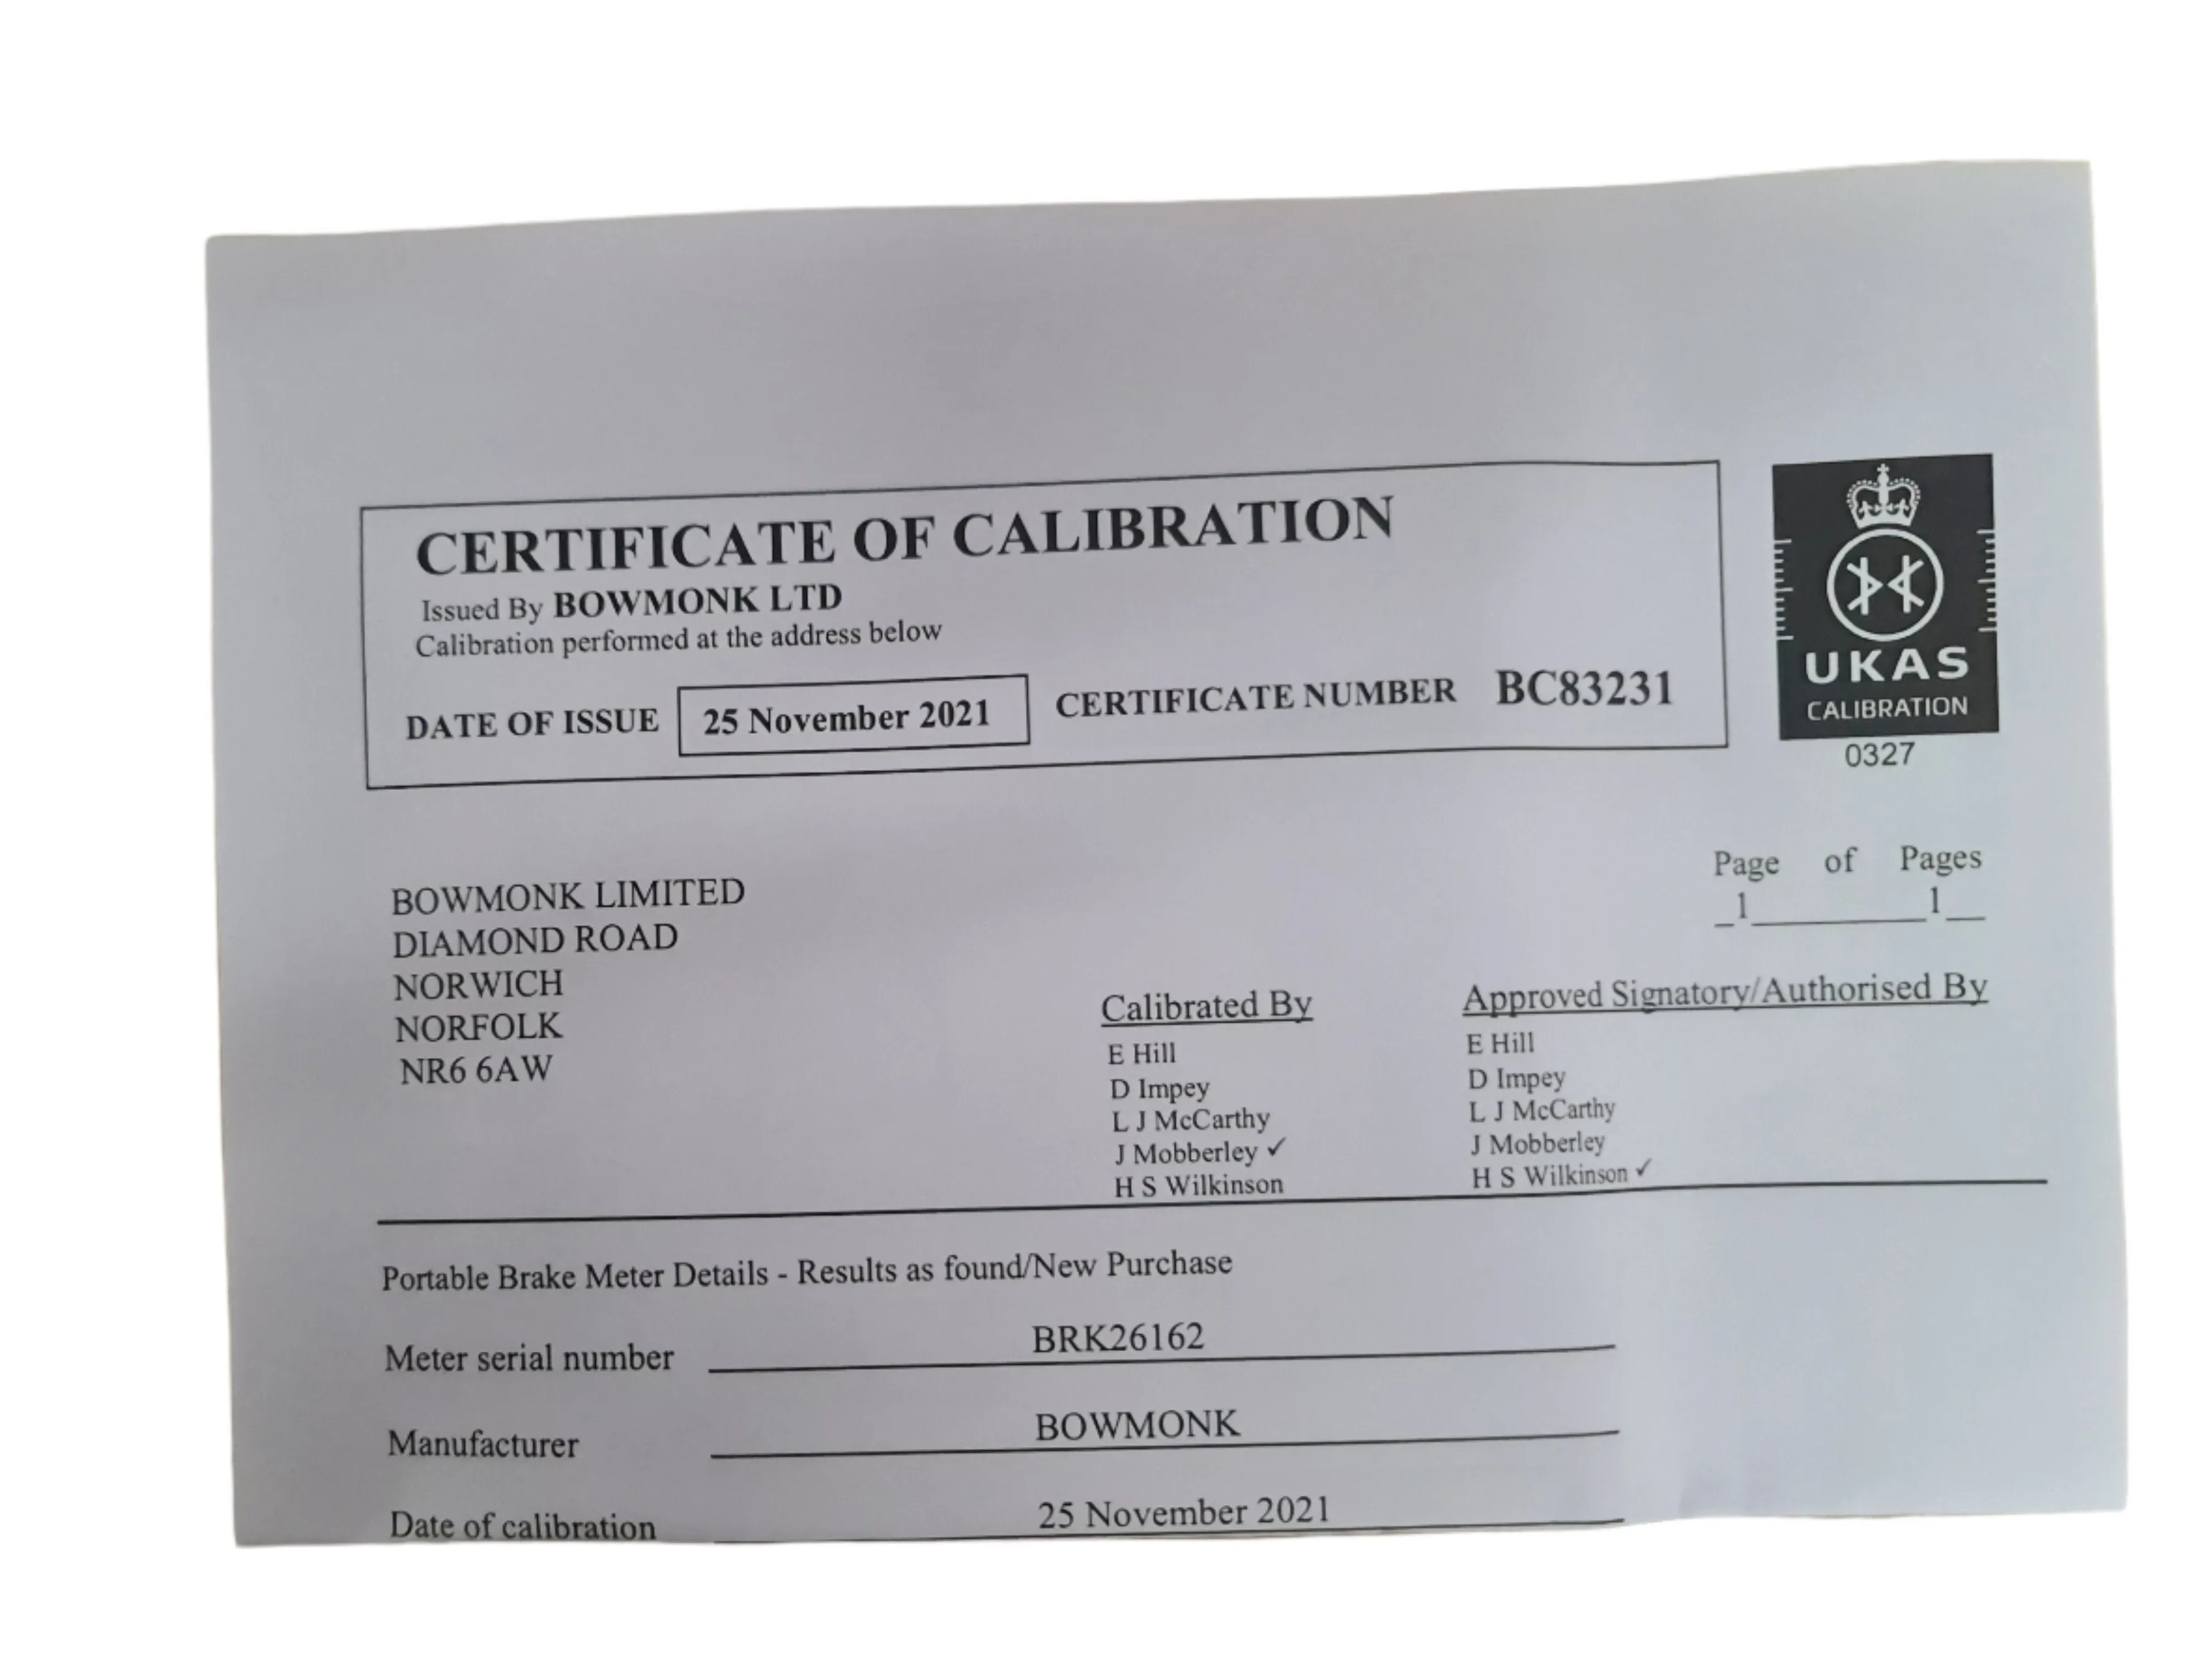 CERTIFICATE OF CALIBRATION
Issued By BOWMONK LTD
Calibration performed at the address below
DATE OF ISSUE 25 November 2021 CERTIFICATE NUMBER BC83231
UKAS
CALIBRATION
0327
Page of Pages
1 1
BOWMONK LIMITED
DIAMOND ROAD
NORWICH
NORFOLK
NR6 6AW
Calibrated By
E Hill
D Impey
L J McCarthy
J Mobberley ✓
H S Wilkinson
Approved Signatory/Authorised By
E Hill
D Impey
L J McCarthy
J Mobberley
H S Wilkinson ✓
Portable Brake Meter Details - Results as found/New Purchase
Meter serial number BRK26162
Manufacturer BOWMONK
Date of calibration 25 November 2021